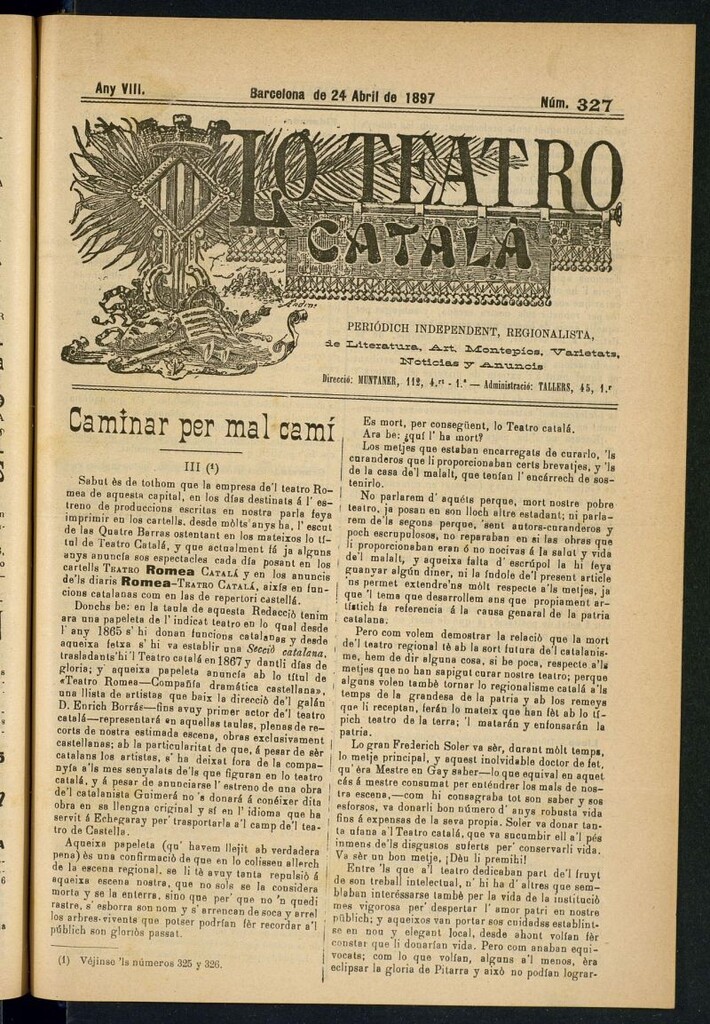 Any VIII.
Barcelona de 24 Abril de 1897
Núm. 327
LO TEATRO
CATALÀ
PERIÓDICH INDEPENDENT, REGIONALISTA,
de Literatura, Art, Montepios, Varietats,
Noticias y Anuncis
Direcció: MUNTANER, 112, 4.rt - 1.ª — Administració: TALLERS, 45, 1.r
Caminar per mal camí
III (1)
Sabut ès de tothom que la empresa de'l teatro Ro-
mea de aquesta capital, en los días destinats á l' es-
treno de produccions escritas en nostra parla feya
imprimir en los cartells, desde mòlts anys ha, l' escut
de las Quatre Barras ostentant en los mateixos lo tí-
tul de Teatro Catalá, y que actualment fá ja alguns
anys anuncia sos espectacles cada día posant en los
cartells TEATRO Romea CATALÁ y en los anuncis
de'ls diaris Romea-TEATRO CATALÁ, aixís en fun-
cions catalanas com en las de repertori castellá.
Donchs be: en la taula de aquesta Redacció tenim
ara una papeleta de l' indicat teatro en lo qual desde
l' any 1865 s' hi donan funcions catalanas y desde
aqueixa fetxa s' hi va establir una Secció catalana,
trasladants'hi 'l Teatro catalá en 1867 y dantli días de
gloria; y aqueixa papeleta anuncia ab lo títul de
«Teatro Romea—Compañía dramática castellana»,
una llista de artistas que baix la direcció de'l galán
D. Enrich Borrás—fins avuy primer actor de'l teatro
catalá—representará en aquellas taulas, plenas de re-
corts de nostra estimada escena, obras exclusivament
castellanas; ab la particularitat de que, á pesar de sèr
catalans los artistas, s' ha deixat fora de la compa-
nyía a'ls mes senyalats de'ls que figuran en lo teatro
catalá, y á pesar de anunciarse l' estreno de una obra
de'l catalanista Guimerá no 's donará á conéixer dita
obra en sa llengna original y sí en l' idioma que ha
servit á Echegaray per trasportarla a'l camp de'l tea-
tro de Castella.
Aqueixa papeleta (qu' havem llejit ab verdadera
pena) ès una confirmació de que en lo colisseu allerch
de la escena regional, se li té avuy tanta repulsió á
aqueixa escena nostra, que no sols se la considera
morta y se la enterra, sino que per' que no 'n quedi
rastre, s' esborra son nom y s' arrencan de soca y arrel
los arbres-vivents que potser podrían fèr recordar a'l
públich son gloriós passat.
(1) Véjinse 'ls números 325 y 326.
Es mort, per consegüent, lo Teatro catalá.
Ara be: ¿quí l' ha mort?
Los metjes que estaban encarregats de curarlo, 'ls
curanderos que li proporcionaban certs brevatjes, y 'ls
de la casa de'l malalt, que tenían l' encárrech de sos-
tenirlo.
No parlarem d' aquéts perque, mort nostre pobre
teatro, ja posan en son lloch altre estadant; ni parla-
rem de'ls segons perque, 'sent autors-curanderos y
poch escrupulosos, no reparaban en si las obras que
li proporcionaban eran ó no nocivas á la salut y vida
de'l malalt, y aqueixa falta d' escrúpol la hi feya
guanyar algún diner, ni la índole de'l present article
'ns permet extendre'ns mòlt respecte a'ls metjes, ja
que 'l tema que desarrollem ans que propiament ar-
tístich fa referencia á la causa genaral de la patria
catalana.
Pero com volem demostrar la relació que la mort
de'l teatro regional té ab la sort futura de'l catalanis-
me, hem de dir alguna cosa, si be poca, respecte a'ls
metjes que no han sapigut curar nostre teatro; perque
alguns volen també tornar lo regionalisme catalá a'ls
temps de la grandesa de la patria y ab los remeys
que li receptan, ferán lo mateix que han fèt ab lo tí-
pich teatro de la terra; 'l matarán y enfonsarán la
patria.
Lo gran Frederich Soler va sèr, durant mòlt temps,
lo metje principal, y aquest inolvidable doctor de fet,
qu' èra Mestre en Gay saber—lo que equival en aquet
cás á mestre consumat per enténdrer los mals de nos-
tra escena,—com hi consagraba tot son saber y sos
esforsos, va donarli bon número d' anys robusta vida
fins á expensas de la seva propia. Soler va donar tan-
ta ufana a'l Teatro catalá, que va sucumbir ell a'l pés
inmens de'ls disgustos suferts per' conservarli vida.
Va sèr un bon metje, ¡Dèu li premihi!
Entre 'ls que a'l teatro dedicaban part de'l fruyt
de son treball intelectual, n' hi ha d' altres que sem-
blaban interéssarse també per la vida de la institució
mes vigorosa per' despertar l' amor patri en nostre
públich; y aqueixos van portar sos cuidados establint-
se en nou y elegant local, desde ahont volían fèr
constar que li donarían vida. Pero com anaban equi-
vocats; com lo que volían, alguns a'l menos, èra
eclipsar la gloria de Pitarra y aixó no podían lograr-